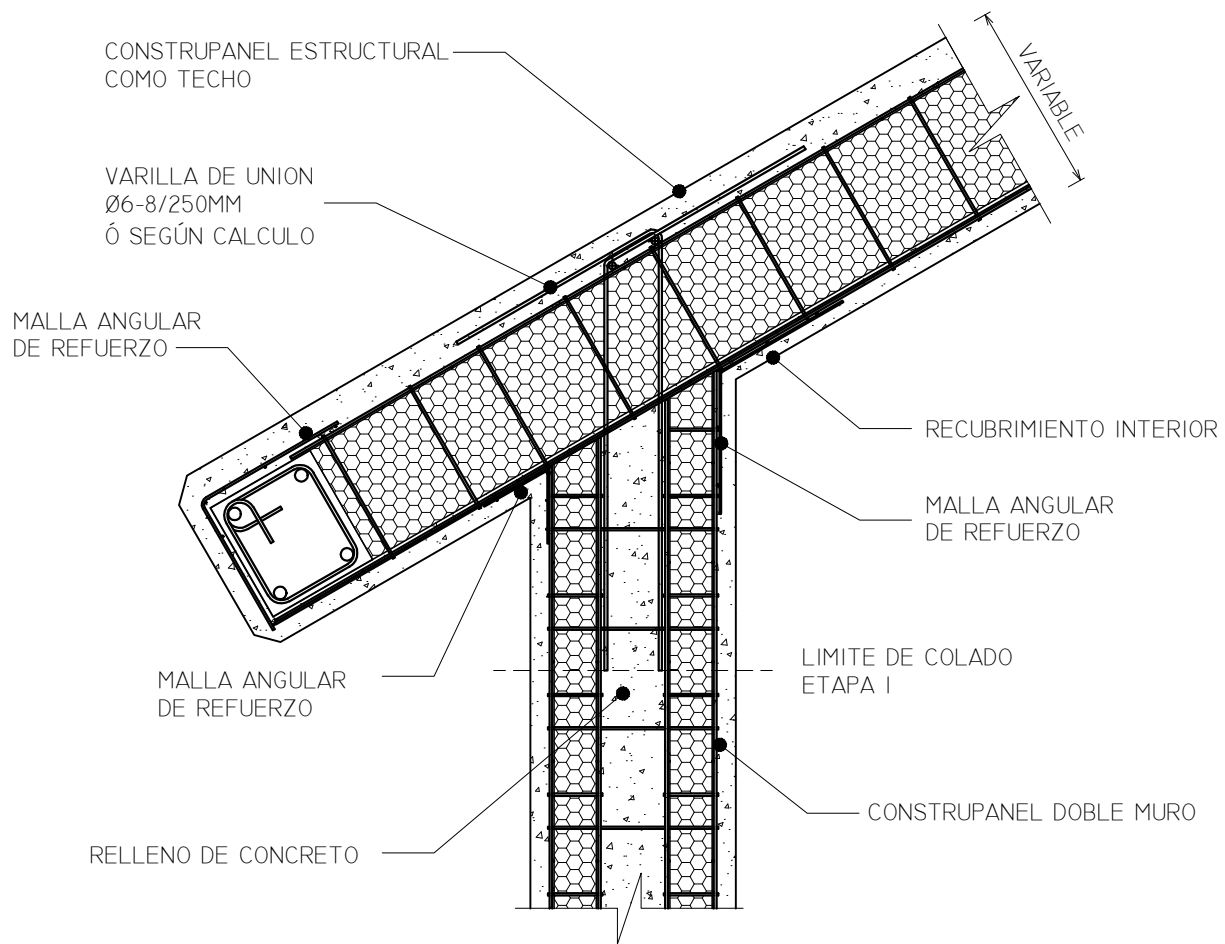 CONSTRUPANEL ESTRUCTURAL
COMO TECHO
VARIABLE
VARILLA DE UNION
Ø6-8/250MM
Ó SEGÚN CALCULO
MALLA ANGULAR
DE REFUERZO
RECUBRIMIENTO INTERIOR
MALLA ANGULAR
DE REFUERZO
LIMITE DE COLADO
ETAPA I
MALLA ANGULAR
DE REFUERZO
CONSTRUPANEL DOBLE MURO
RELLENO DE CONCRETO